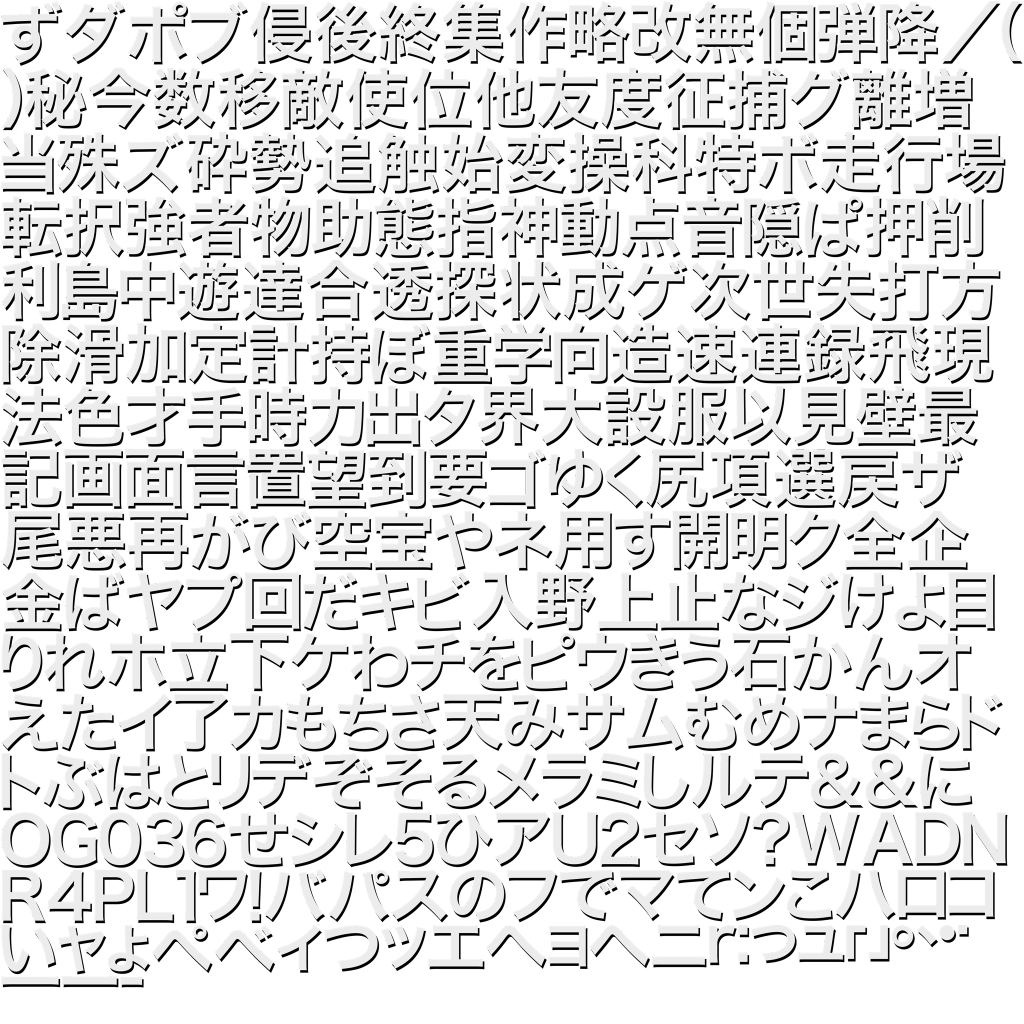 ずダポブ侵後終集作略改無個弾降／(
)秘今数移敵使位他友度征捕グ離増
当殊ズ砕勢追触始変操科特ボ走行場
転択強者物助態指神動点音隠ぱ押削
利島中遊達合透探状成ゲ次世失打方
除滑加定計持ぼ重学向造速連録飛現
法色才手時力出タ界大設服以見壁最
記画面言置望到要ゴゆく尻項選戻ザ
尾悪再がび空宝やネ用す開明ク全企
金ばヤプ回だキビ入野上止なジけよ目
りれホ立下ケわチをピウきう石かんオ
えたイ了カもちさ天みサムむめナまらド
トぶはとリデぞそるメラミしルテ&&に
OG036せシレ5ひアU2セソ?WADN
R4PL1ワ!バパスのフでマてンこハロコ
いャょペベィつツエヘョへニr:っュ「」°、・゛
ー一-